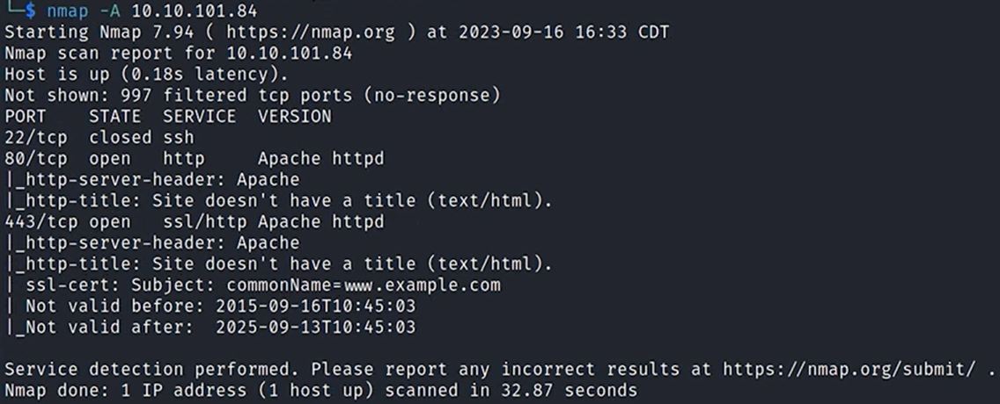 └─$ nmap -A 10.10.101.84
Starting Nmap 7.94 ( https://nmap.org ) at 2023-09-16 16:33 CDT
Nmap scan report for 10.10.101.84
Host is up (0.18s latency).
Not shown: 997 filtered tcp ports (no-response)
PORT    STATE  SERVICE  VERSION
22/tcp  closed ssh
80/tcp  open   http     Apache httpd
|_http-server-header: Apache
|_http-title: Site doesn't have a title (text/html).
443/tcp open   ssl/http Apache httpd
|_http-server-header: Apache
|_http-title: Site doesn't have a title (text/html).
| ssl-cert: Subject: commonName=www.example.com
| Not valid before: 2015-09-16T10:45:03
|_Not valid after:  2025-09-13T10:45:03

Service detection performed. Please report any incorrect results at https://nmap.org/submit/ .
Nmap done: 1 IP address (1 host up) scanned in 32.87 seconds